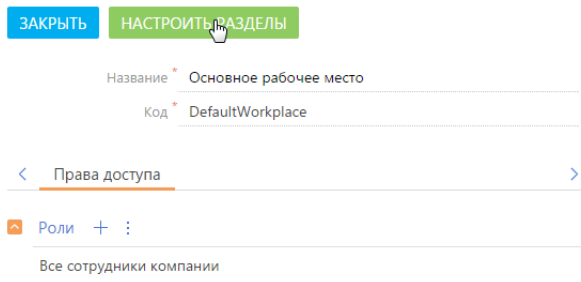 ЗАКРЫТЬ НАСТРОИТЬ РАЗДЕЛЫ
Название * Основное рабочее место
Код * DefaultWorkplace
Права доступа
Роли
Все сотрудники компании